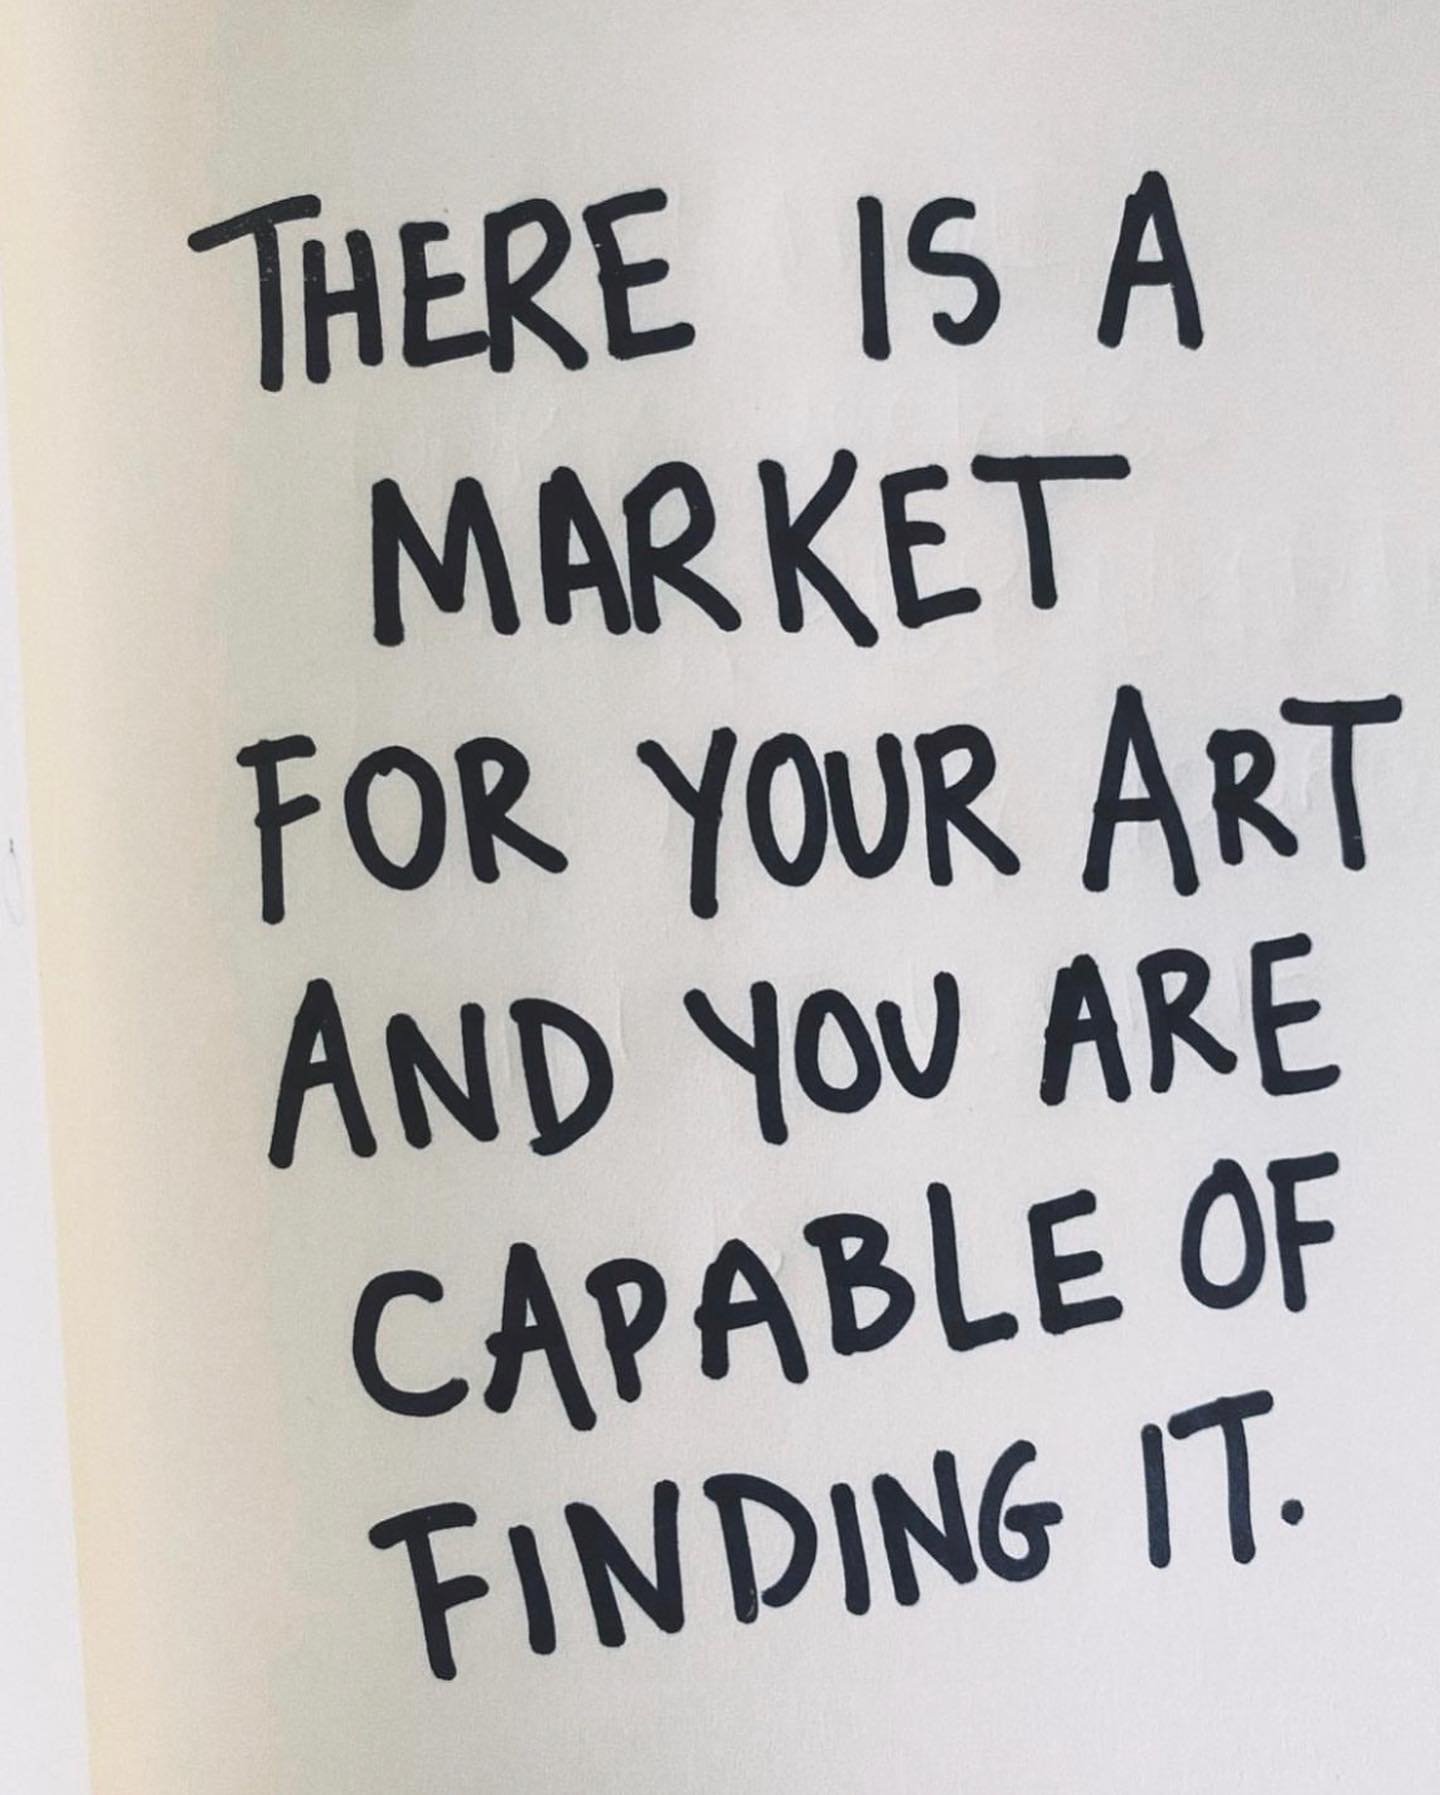 THERE IS A
MARKET
FOR YOUR ART
AND YOU ARE
CAPABLE OF
FINDING IT.